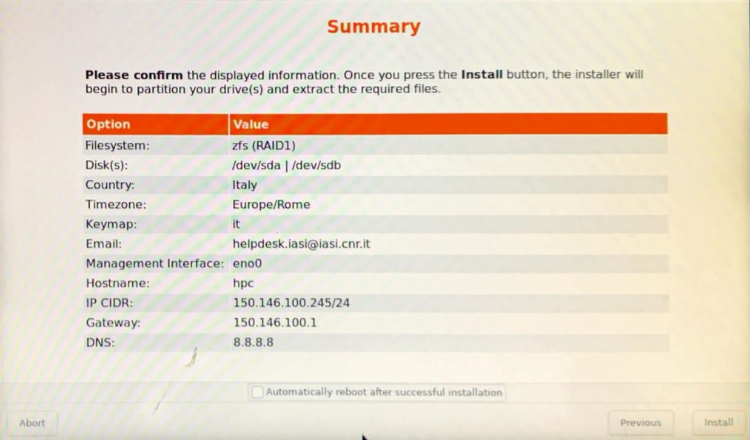 Summary
Please confirm the displayed information. Once you press the Install button, the installer will
begin to partition your drive(s) and extract the required files.
Option Value
Filesystem: zfs (RAID1)
Disk(s): /dev/sda | /dev/sdb
Country: Italy
Timezone: Europe/Rome
Keymap: it
Email: helpdesk.iasi@iasi.cnr.it
Management Interface: eno0
Hostname: hpc
IP CIDR: 150.146.100.245/24
Gateway: 150.146.100.1
DNS: 8.8.8.8
Automatically reboot after successful installation
Abort Previous Install